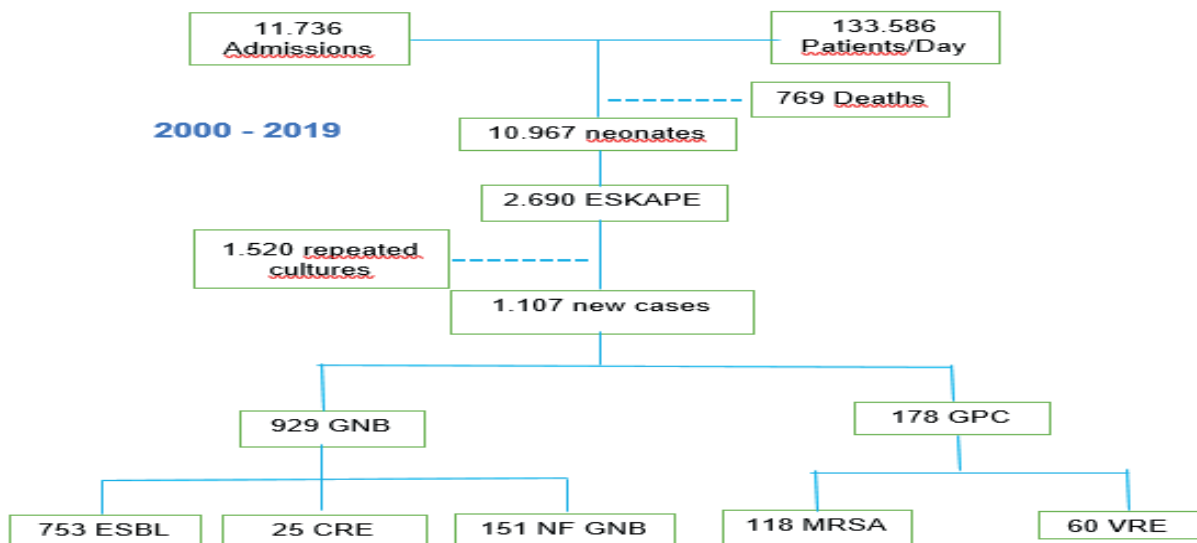 11.736
Admissions
133.586
Patients/Day
769 Deaths
2000 - 2019
10.967 neonates
2.690 ESKAPE
1.520 repeated
cultures
1.107 new cases
929 GNB
178 GPC
753 ESBL
25 CRE
151 NF GNB
118 MRSA
60 VRE